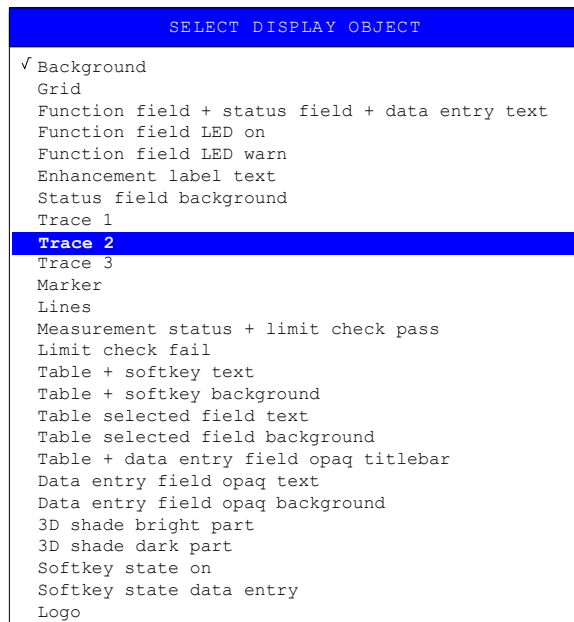 SELECT DISPLAY OBJECT
√ Background
Grid
Function field + status field + data entry text
Function field LED on
Function field LED warn
Enhancement label text
Status field background
Trace 1
Trace 2
Trace 3
Marker
Lines
Measurement status + limit check pass
Limit check fail
Table + softkey text
Table + softkey background
Table selected field text
Table selected field background
Table + data entry field opaq titlebar
Data entry field opaq text
Data entry field opaq background
3D shade bright part
3D shade dark part
Softkey state on
Softkey state data entry
Logo